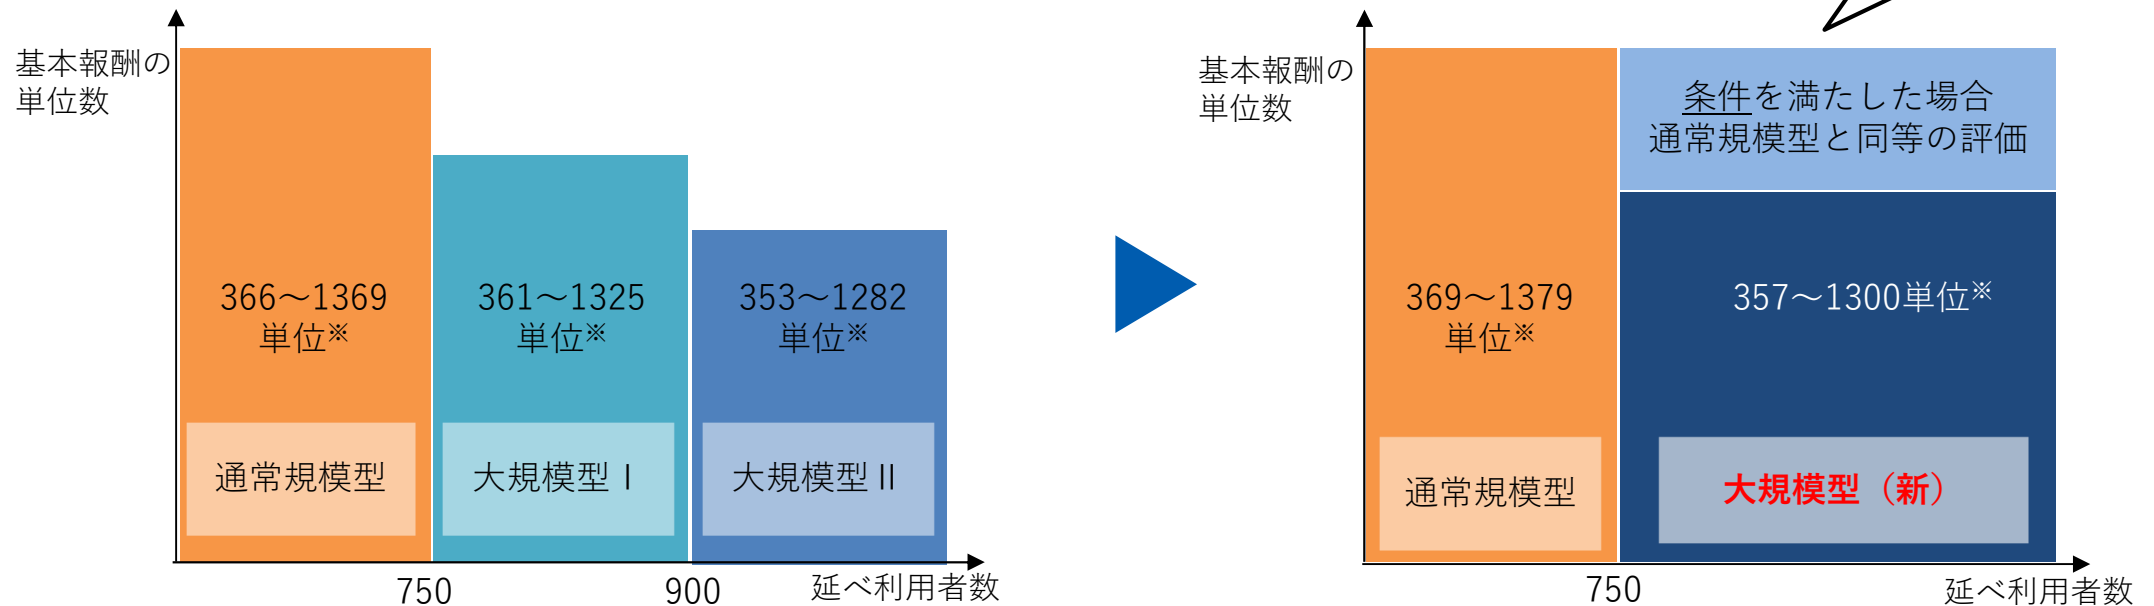 基本報酬の
単位数
366～1369
単位※
361～1325
単位※
353～1282
単位※
通常規模型
大規模型Ⅰ
大規模型Ⅱ
750
900
延べ利用者数
基本報酬の
単位数
条件を満たした場合
通常規模型と同等の評価
369～1379
単位※
357～1300単位※
通常規模型
大規模型（新）
750
延べ利用者数